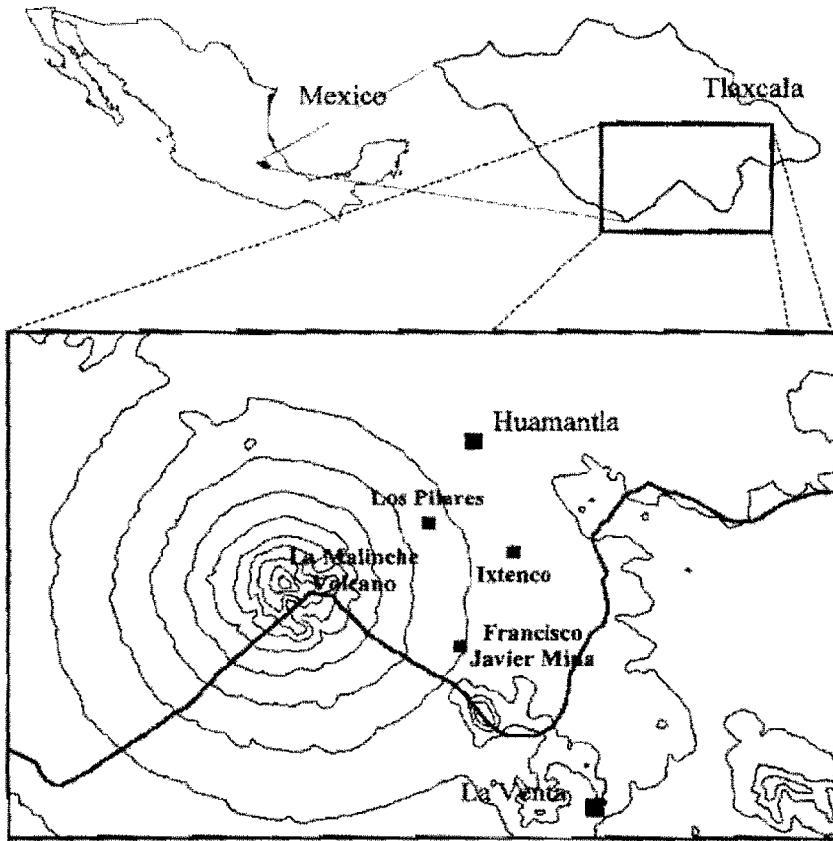 Mexico
Tlaxcala
Huamantla
Los Pilares
La Malinche
Volcano
Ixtenco
Francisco
Javier Mina
La Venta